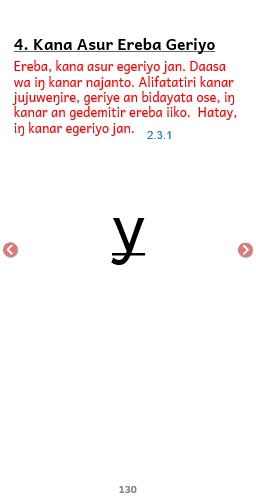 4. Kana Asur Ereba Geriyo
Ereba, kana asur egeriyo jan. Daasa
wa iŋ kanar najanto. Alifatatiri kanar
jujuweŋire, geriye an bidayata ose, iŋ
kanar an gedemitir ereba iiko. Hatay,
iŋ kanar egeriyo jan.
2.3.1
y
130